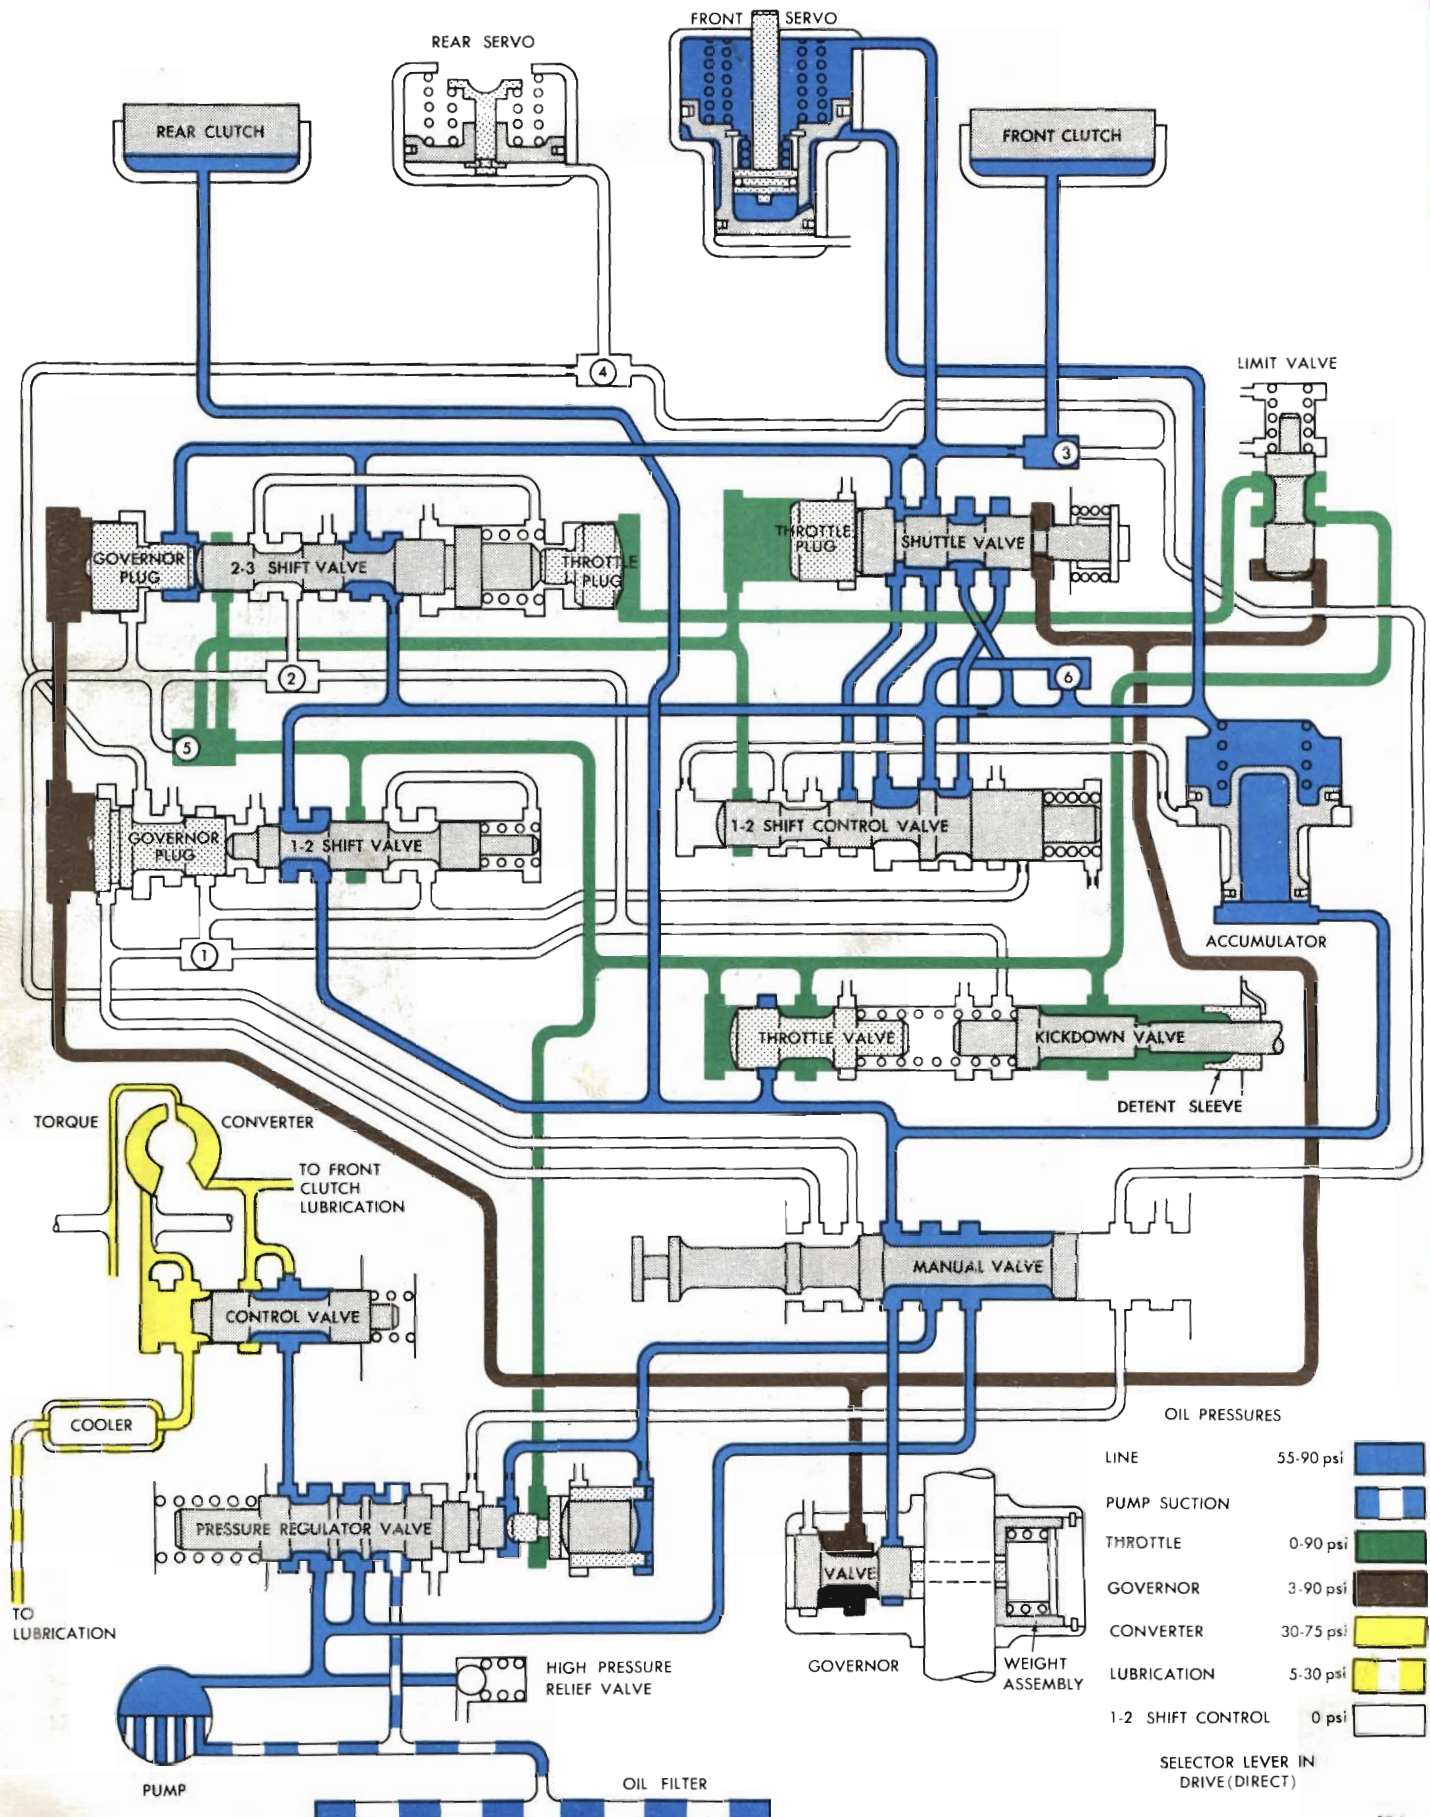 FRONT SERVO
REAR SERVO
REAR CLUTCH
FRONT CLUTCH
4
LIMIT VALVE
3
GOVERNOR
PLUG
2-3 SHIFT VALVE
THROTTLE
PLUG
THROTTLE
PLUG
SHUTTLE VALVE
2
6
5
GOVERNOR
PLUG
1-2 SHIFT VALVE
1-2 SHIFT CONTROL VALVE
1
ACCUMULATOR
THROTTLE VALVE
KICKDOWN VALVE
DETENT SLEEVE
TORQUE CONVERTER
TO FRONT
CLUTCH
LUBRICATION
MANUAL VALVE
CONTROL VALVE
COOLER
PRESSURE REGULATOR VALVE
TO
LUBRICATION
HIGH PRESSURE
RELIEF VALVE
PUMP
OIL FILTER
VALVE
GOVERNOR
WEIGHT
ASSEMBLY
OIL PRESSURES
LINE 55-90 psi
PUMP SUCTION
THROTTLE 0-90 psi
GOVERNOR 3-90 psi
CONVERTER 30-75 psi
LUBRICATION 5-30 psi
1-2 SHIFT CONTROL 0 psi
SELECTOR LEVER IN
DRIVE (DIRECT)